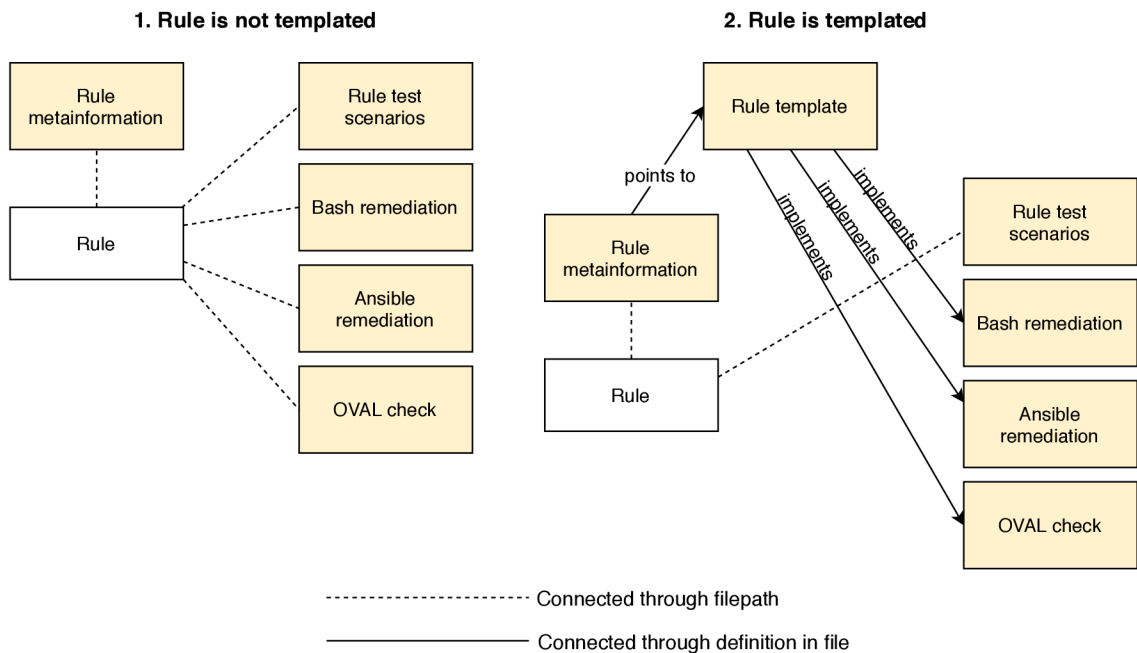 1. Rule is not templated
Rule
metainformation
Rule test
scenarios
Bash remediation
Rule
Ansible
remediation
OVAL check
2. Rule is templated
Rule template
points to
implements
implements
implements
Rule test
scenarios
Rule
metainformation
Bash remediation
Rule
Ansible
remediation
OVAL check
Connected through filepath
Connected through definition in file